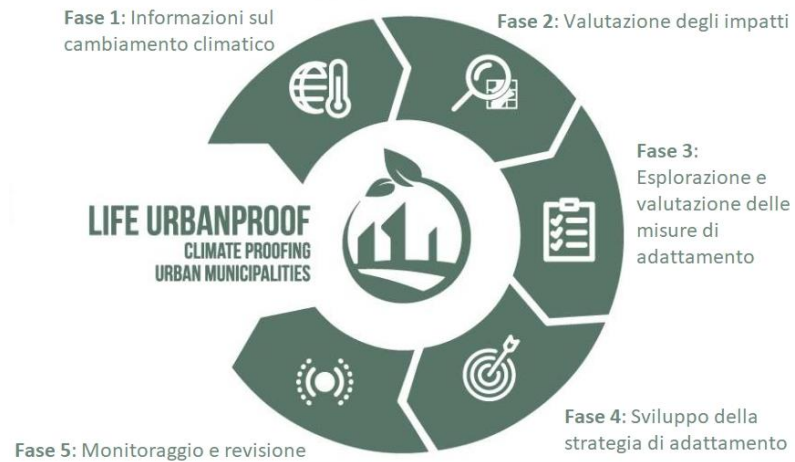 Fase 1: Informazioni sul
cambiamento climatico
Fase 2: Valutazione degli impatti
Fase 3:
Esplorazione e
valutazione delle
misure di
adattamento
LIFE URBANPROOF
CLIMATE PROOFING
URBAN MUNICIPALITIES
Fase 4: Sviluppo della
strategia di adattamento
Fase 5: Monitoraggio e revisione